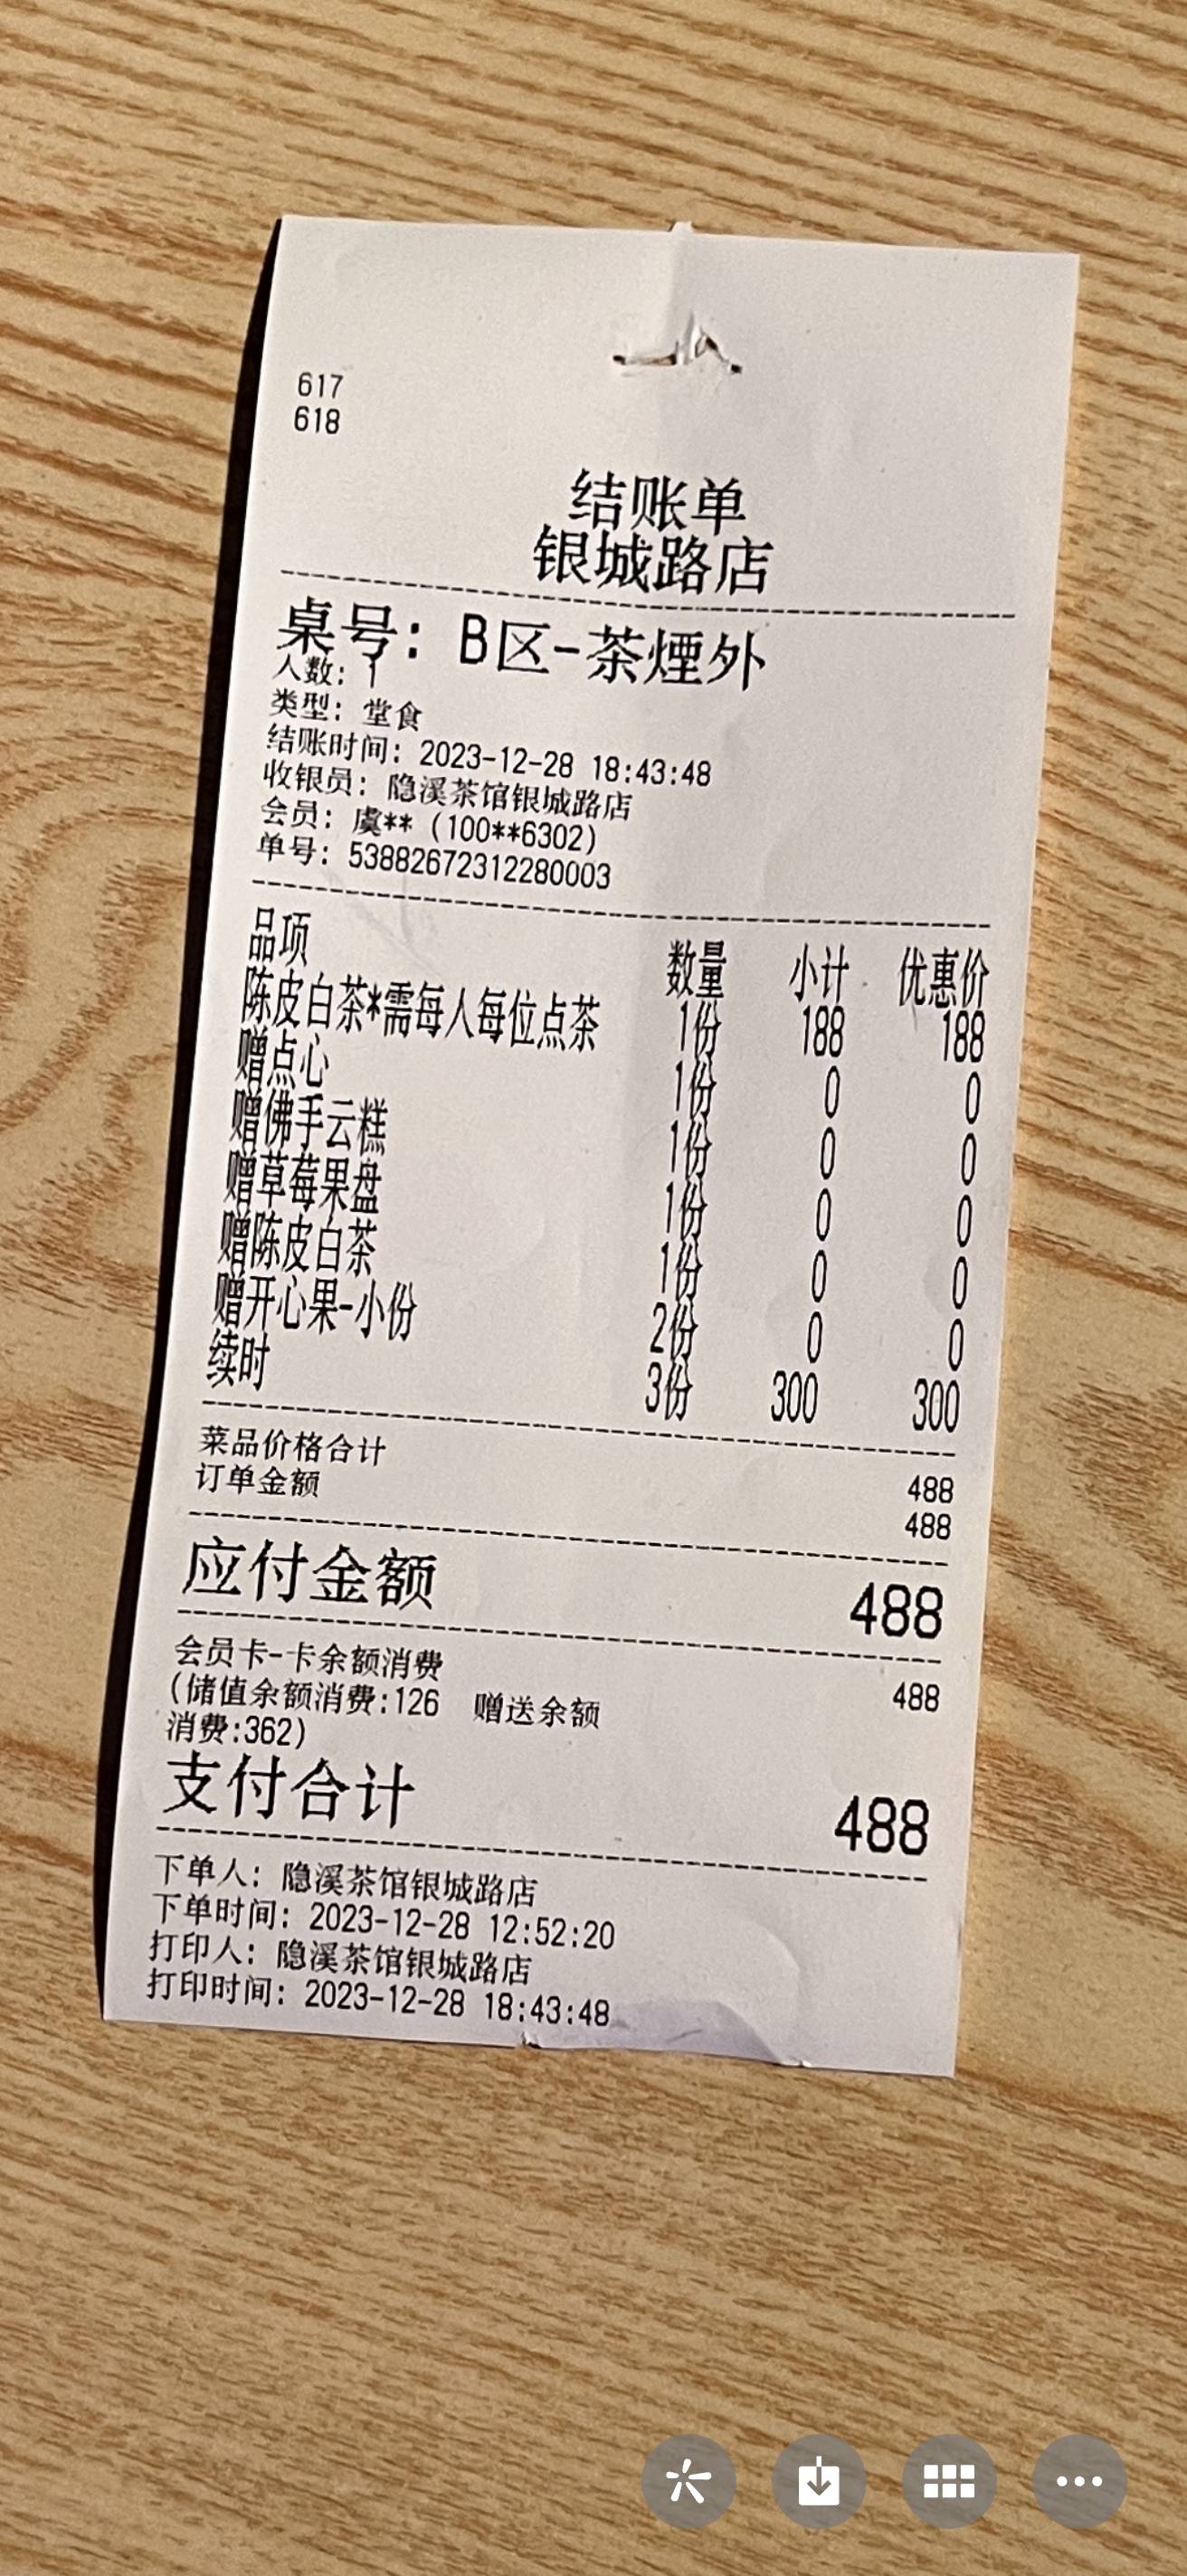 617
618
结账单
银城路店
桌号: B区-茶煙外
人数: 1
类型: 堂食
结账时间: 2023-12-28 18:43:48
收银员: 隐溪茶馆银城路店
会员: 虞** (100**6302)
单号: 53882672312280003
品项 数量 小计 优惠价
陈皮白茶*需每人每位点茶 1份 188 188
赠点心 1份 0 0
赠佛手云糕 1份 0 0
赠草莓果盘 1份 0 0
赠陈皮白茶 1份 0 0
赠开心果-小份 2份 0 0
续时 3份 300 300
菜品价格合计 488
订单金额 488
应付金额 488
会员卡-卡余额消费 488
(储值余额消费:126 赠送余额
消费:362)
支付合计 488
下单人: 隐溪茶馆银城路店
下单时间: 2023-12-28 12:52:20
打印人: 隐溪茶馆银城路店
打印时间: 2023-12-28 18:43:48